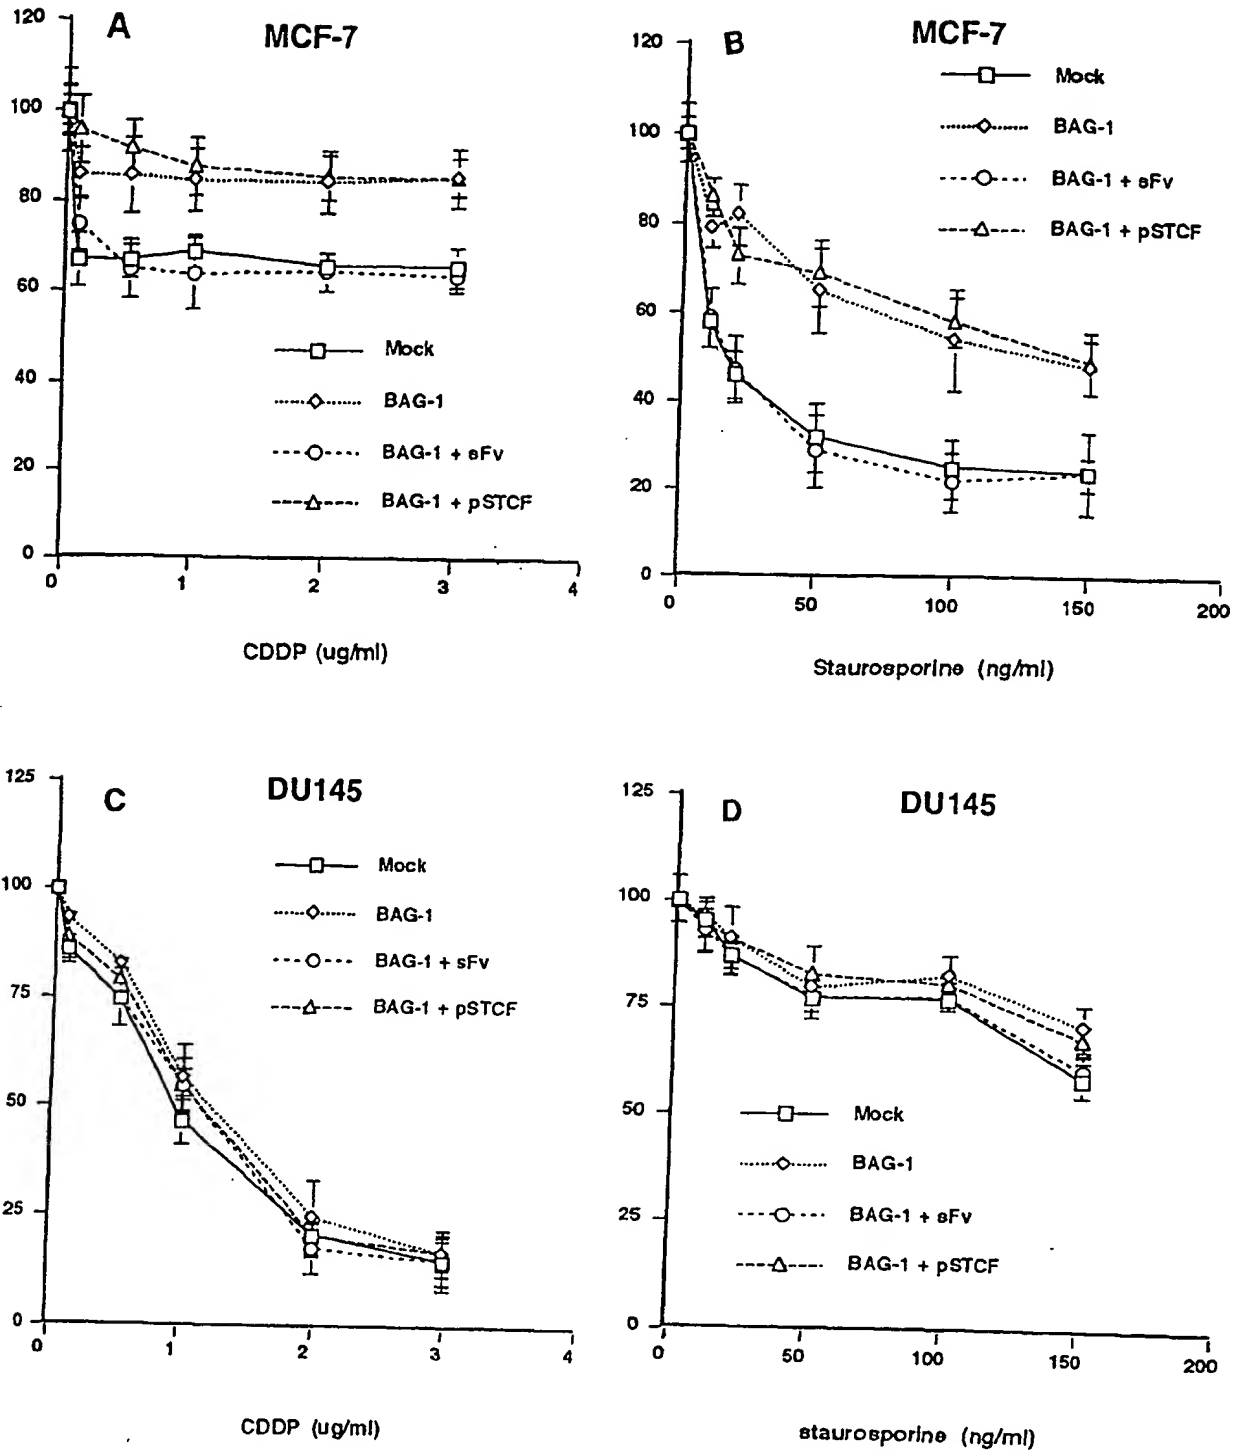 A
MCF-7
120
100
80
60
40
20
0
0
1
2
3
4
Mock
BAG-1
BAG-1 + sFv
BAG-1 + pSTCF
CDDP (ug/ml)
B
MCF-7
120
100
80
60
40
20
0
0
50
100
150
200
Mock
BAG-1
BAG-1 + sFv
BAG-1 + pSTCF
Staurosporine (ng/ml)
C
DU145
125
100
75
50
25
0
0
1
2
3
4
Mock
BAG-1
BAG-1 + sFv
BAG-1 + pSTCF
CDDP (ug/ml)
D
DU145
125
100
75
50
25
0
0
50
100
150
200
Mock
BAG-1
BAG-1 + sFv
BAG-1 + pSTCF
staurosporine (ng/ml)